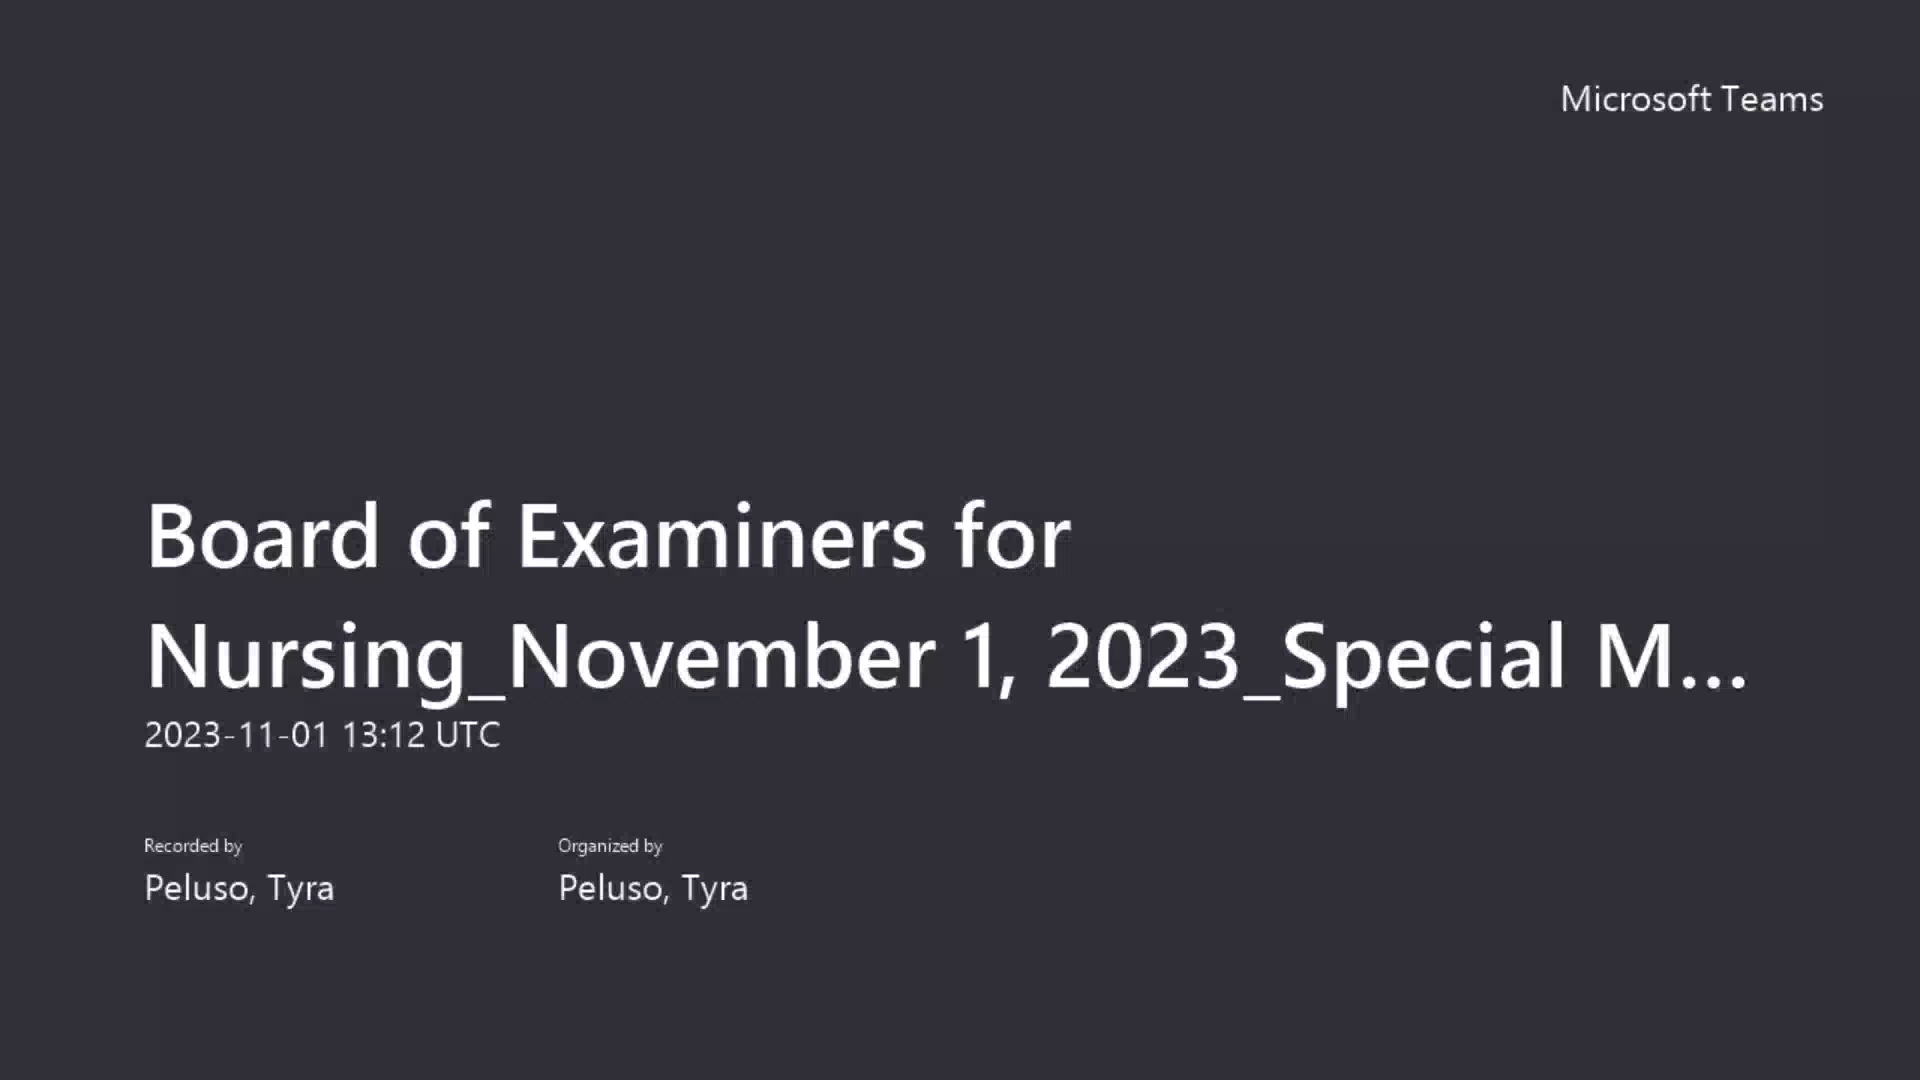 Microsoft Teams
Board of Examiners for
Nursing_November 1, 2023_Special M...
2023-11-01 13:12 UTC
Recorded by
Organized by
Peluso, Tyra
Peluso, Tyra